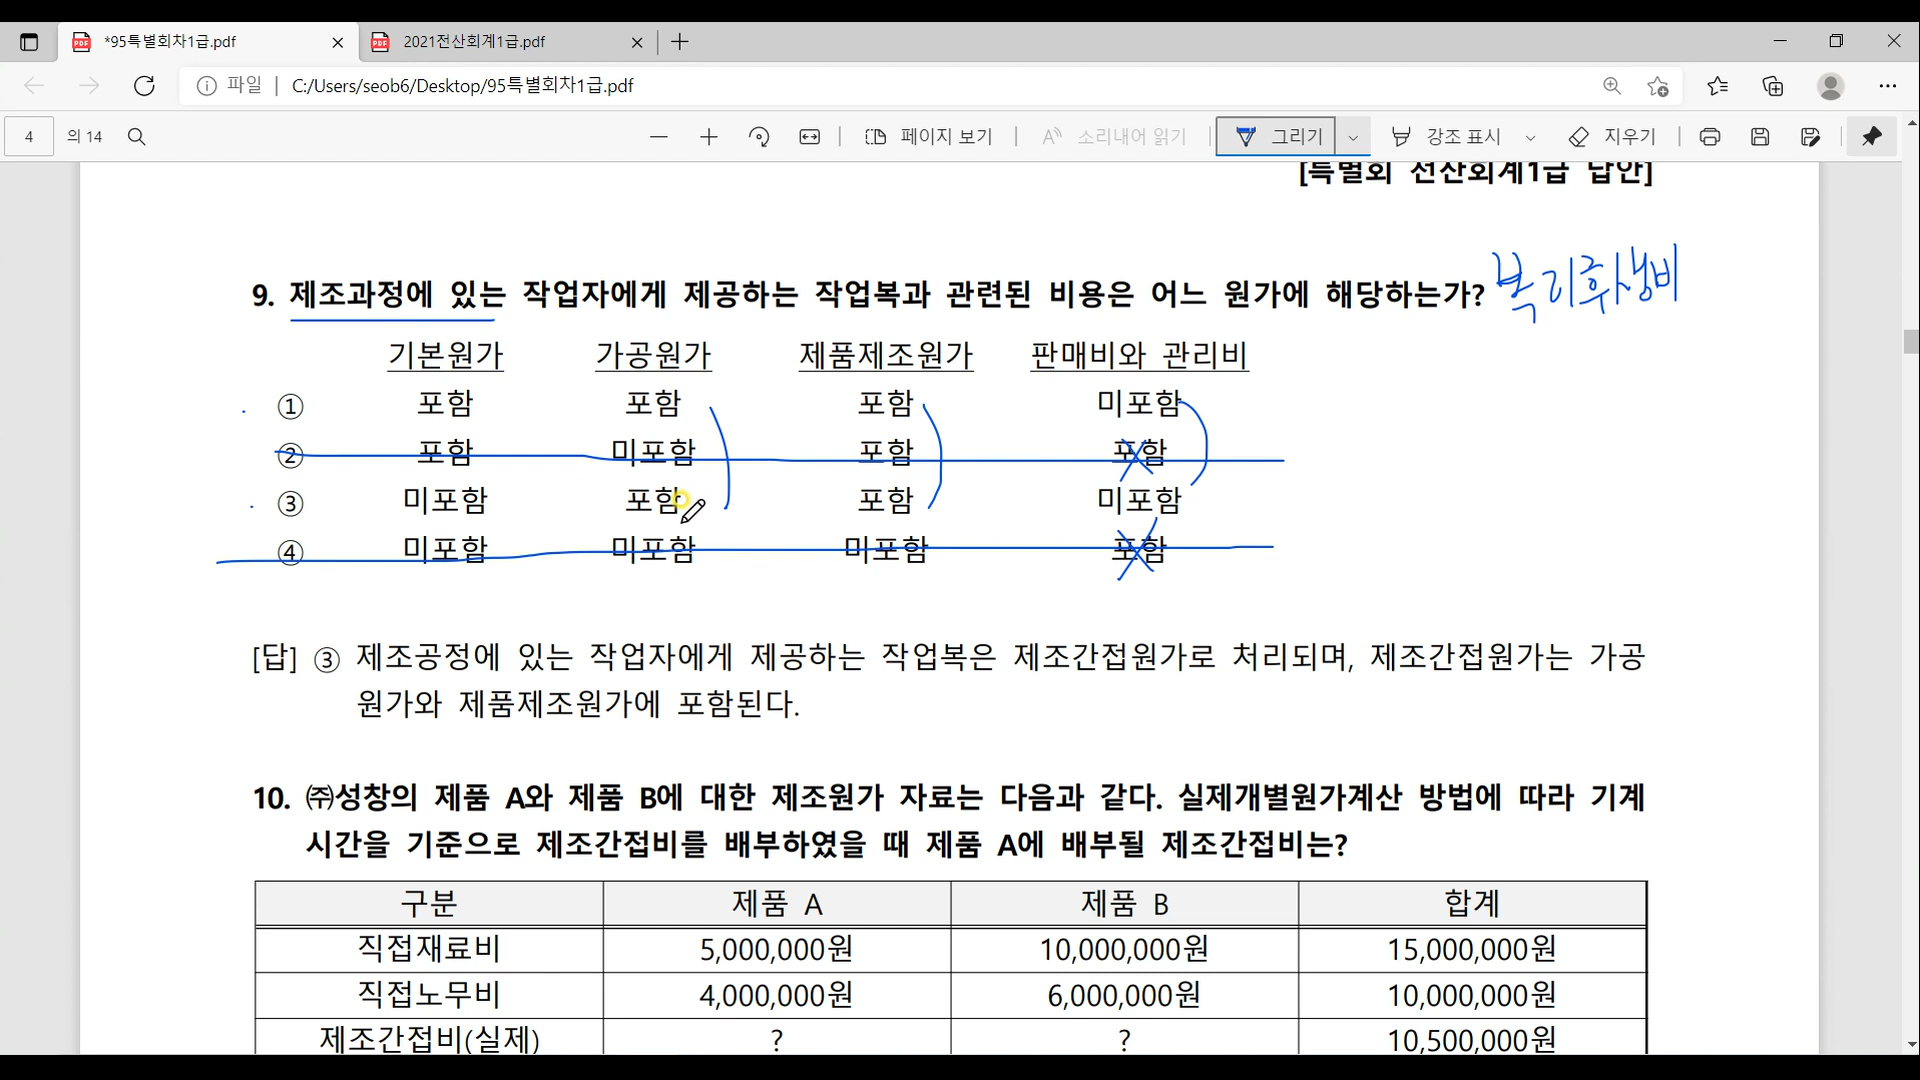 *95특별회차1급.pdf
2021전산회계1급.pdf
파일 | C:/Users/seob6/Desktop/95특별회차1급.pdf
4 의 14 페이지 보기 소리내어 읽기 그리기 강조 표시 지우기
[특별회 전산회계1급 답안]
9. 제조과정에 있는 작업자에게 제공하는 작업복과 관련된 비용은 어느 원가에 해당하는가? 복리후생비
기본원가 가공원가 제품제조원가 판매비와 관리비
① 포함 포함 포함 미포함
② 포함 미포함 포함 포함
③ 미포함 포함 포함 미포함
④ 미포함 미포함 미포함 포함
[답] ③ 제조공정에 있는 작업자에게 제공하는 작업복은 제조간접원가로 처리되며, 제조간접원가는 가공
원가와 제품제조원가에 포함된다.
10. ㈜성창의 제품 A와 제품 B에 대한 제조원가 자료는 다음과 같다. 실제개별원가계산 방법에 따라 기계
시간을 기준으로 제조간접비를 배부하였을 때 제품 A에 배부될 제조간접비는?
구분 제품 A 제품 B 합계
직접재료비 5,000,000원 10,000,000원 15,000,000원
직접노무비 4,000,000원 6,000,000원 10,000,000원
제조간접비(실제) ? ? 10,500,000원